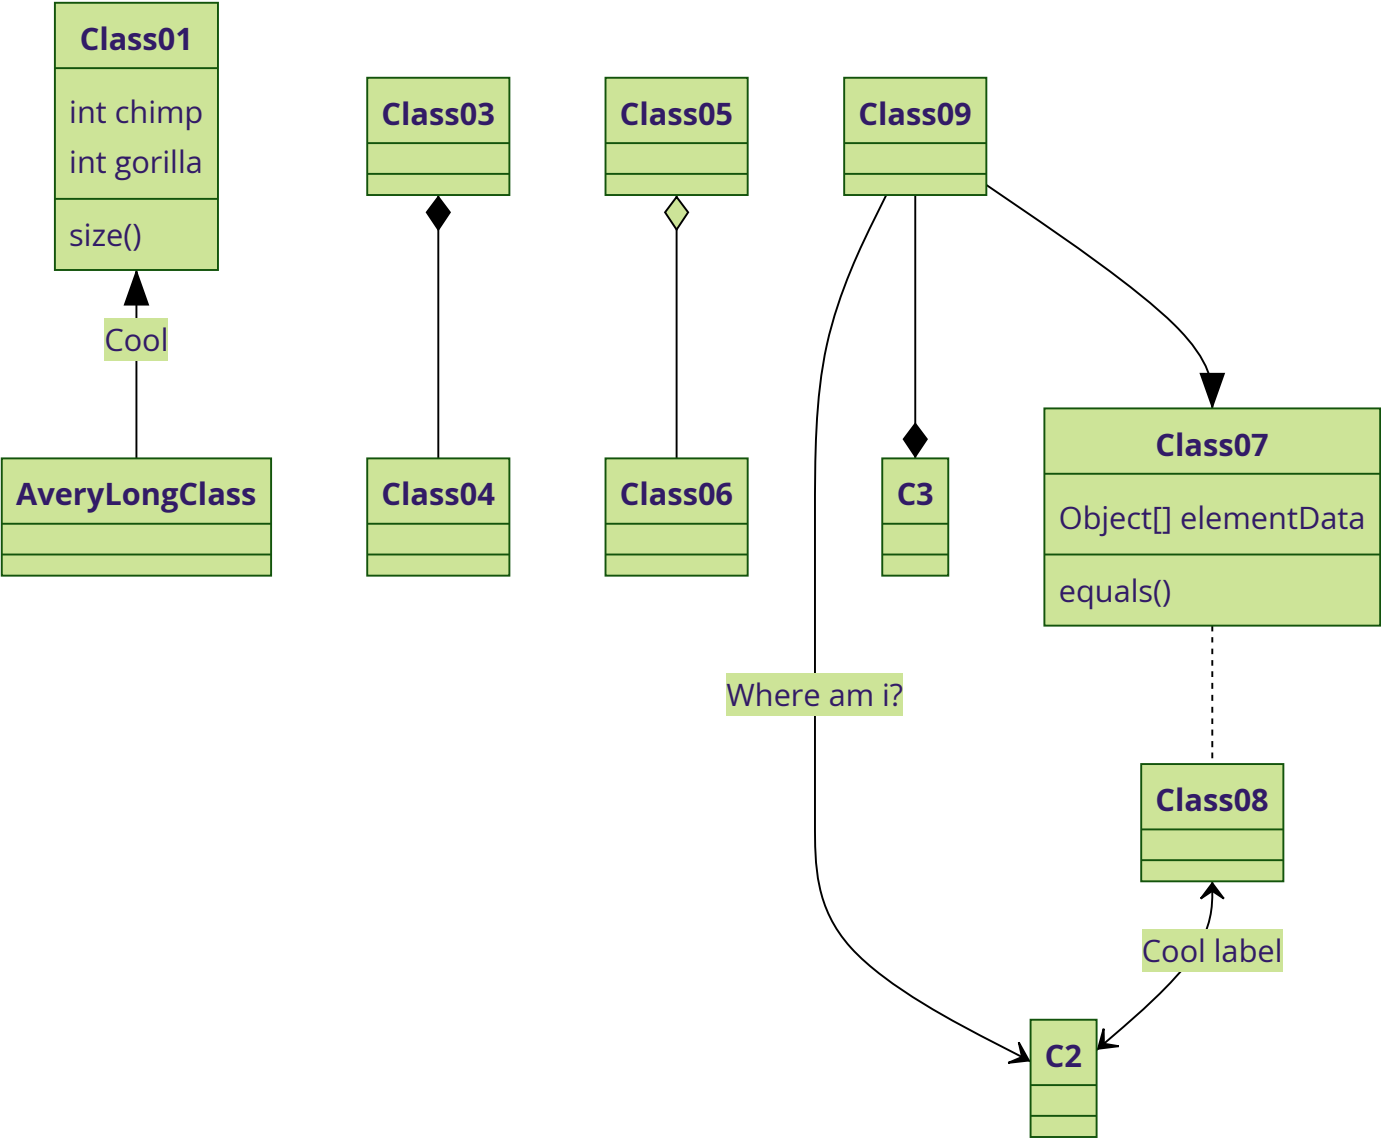 Class01
int chimp
int gorilla
size()
Cool
AveryLongClass
Class03
Class04
Class05
Class06
Class09
C3
Class07
Object[] elementData
equals()
Where am i?
Class08
Cool label
C2